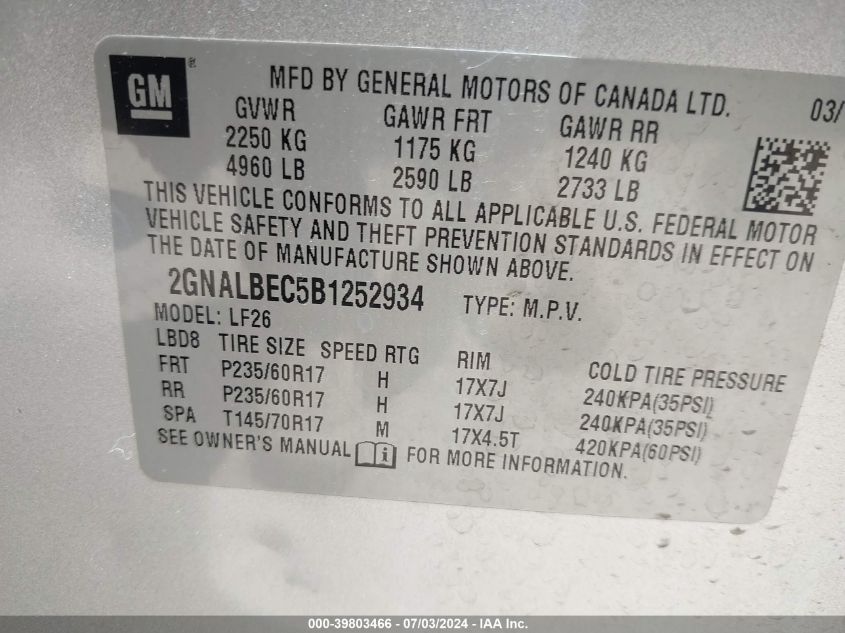 GM ®
MFD BY GENERAL MOTORS OF CANADA LTD. 03/
GVWR GAWR FRT GAWR RR
2250 KG 1175 KG 1240 KG
4960 LB 2590 LB 2733 LB
THIS VEHICLE CONFORMS TO ALL APPLICABLE U.S. FEDERAL MOTOR
VEHICLE SAFETY AND THEFT PREVENTION STANDARDS IN EFFECT ON
THE DATE OF MANUFACTURE SHOWN ABOVE.
2GNALBEC5B1252934 TYPE: M.P.V.
MODEL: LF26
LBD8 TIRE SIZE SPEED RTG RIM COLD TIRE PRESSURE
FRT P235/60R17 H 17X7J 240KPA(35PSI)
RR P235/60R17 H 17X7J 240KPA(35PSI)
SPA T145/70R17 M 17X4.5T 420KPA(60PSI)
SEE OWNER'S MANUAL i FOR MORE INFORMATION.
000-39803466 - 07/03/2024 - IAA Inc.